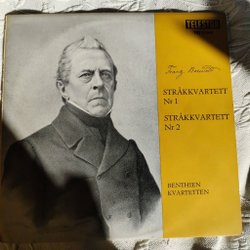 TELESTAR
Franz Berwald
STRÅKKVARTETT
Nr 1
STRÅKKVARTETT
Nr 2
BENTHIEN
KVARTETTEN